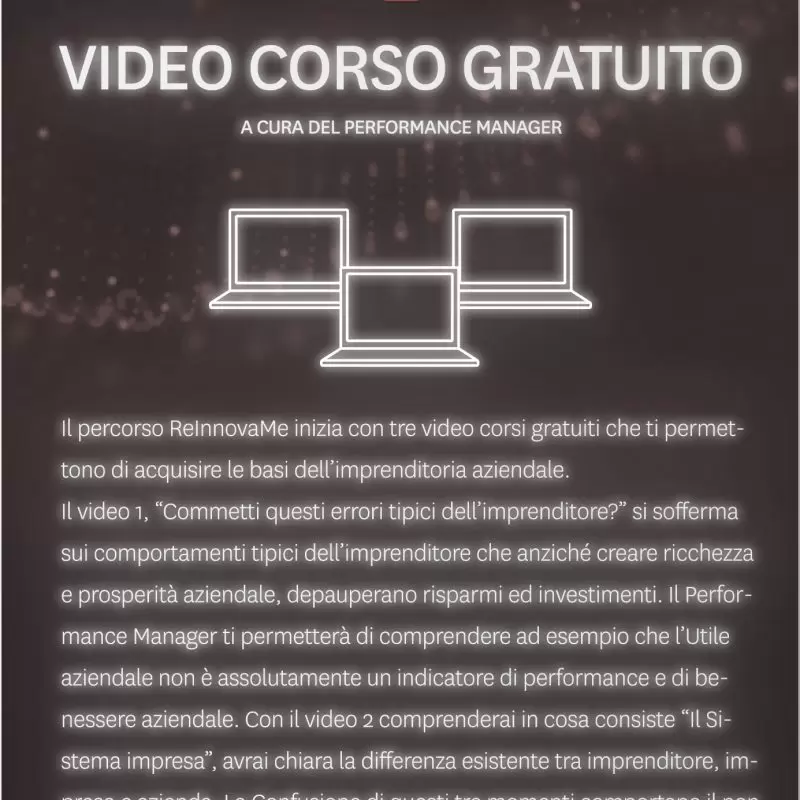 VIDEO CORSO GRATUITO
A CURA DEL PERFORMANCE MANAGER
Il percorso ReInnovaMe inizia con tre video corsi gratuiti che ti permet-
tono di acquisire le basi dell’imprenditoria aziendale.
Il video 1, “Commetti questi errori tipici dell’imprenditore?” si sofferma
sui comportamenti tipici dell’imprenditore che anziché creare ricchezza
e prosperità aziendale, depauperano risparmi ed investimenti. Il Perfor-
mance Manager ti permetterà di comprendere ad esempio che l’Utile
aziendale non è assolutamente un indicatore di performance e di be-
nessere aziendale. Con il video 2 comprenderai in cosa consiste “Il Si-
stema impresa”, avrai chiara la differenza esistente tra imprenditore, im-